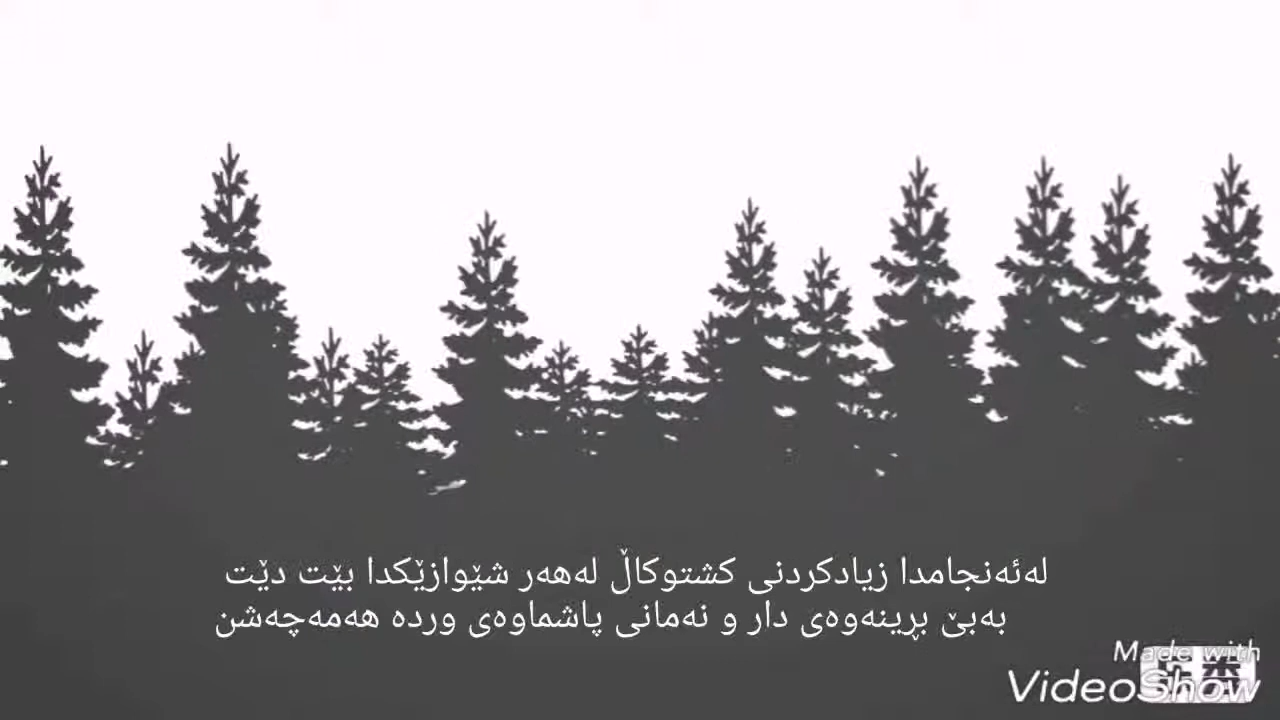 لەئەنجامدا زیادکردنی کشتوکاڵ لەهەر شێوازێکدا بێت دێت
بەبێ بڕینەوەی دار و نەمانی پاشماوەی وردە هەمەچەشن
Made with
VideoShow